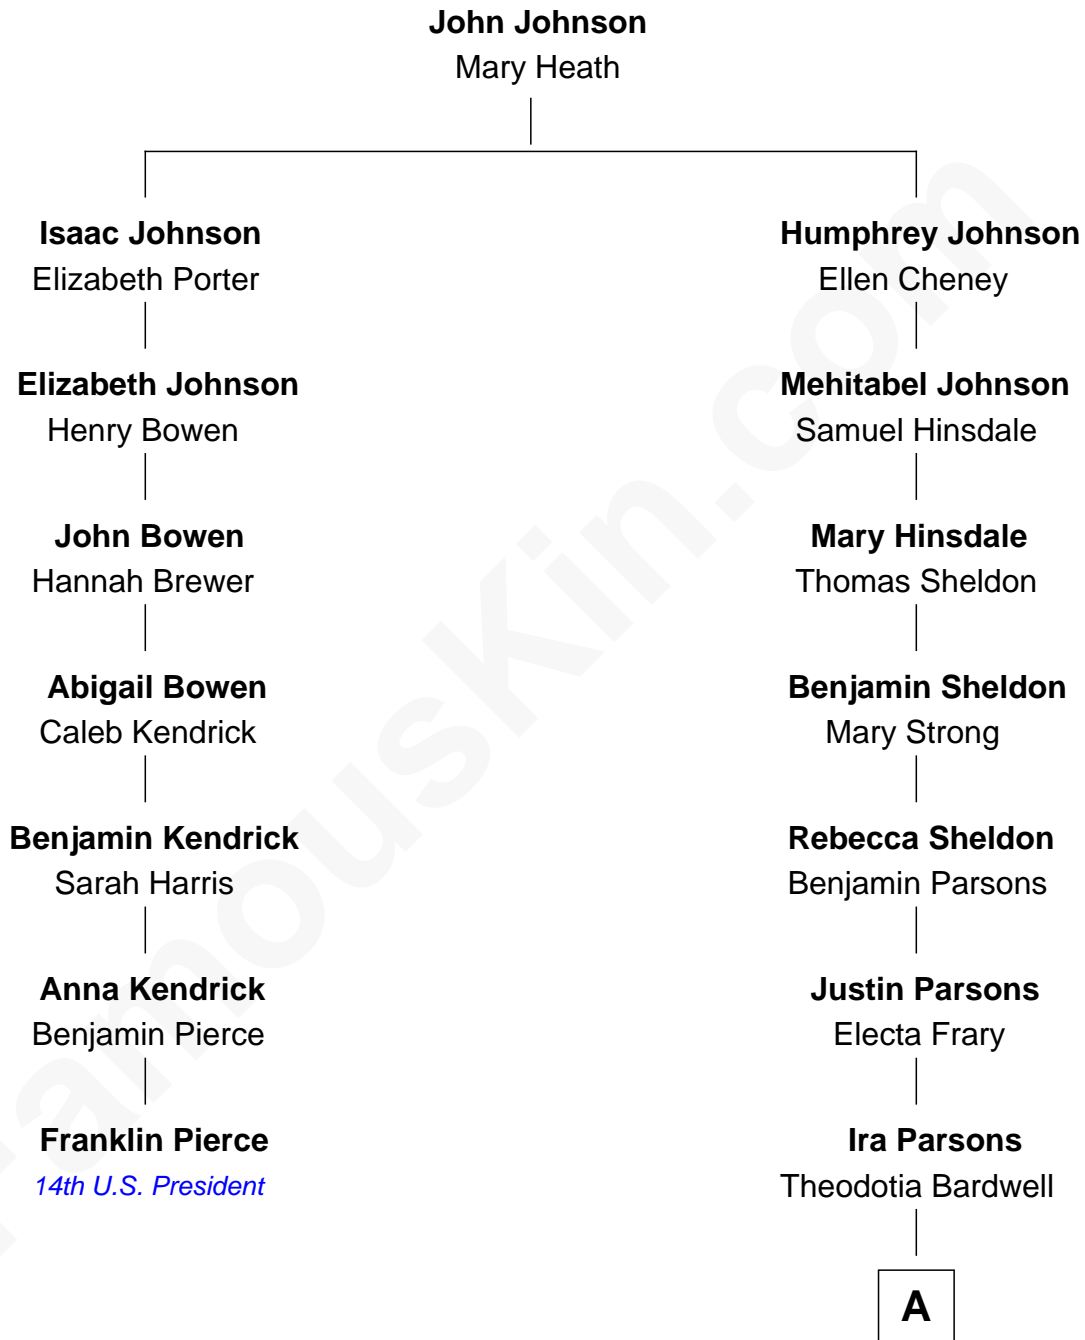 John Johnson
Mary Heath
Isaac Johnson
Elizabeth Porter
Humphrey Johnson
Ellen Cheney
Elizabeth Johnson
Henry Bowen
Mehitabel Johnson
Samuel Hinsdale
John Bowen
Hannah Brewer
Mary Hinsdale
Thomas Sheldon
Abigail Bowen
Caleb Kendrick
Benjamin Sheldon
Mary Strong
Benjamin Kendrick
Sarah Harris
Rebecca Sheldon
Benjamin Parsons
Anna Kendrick
Benjamin Pierce
Justin Parsons
Electa Frary
Franklin Pierce
14th U.S. President
Ira Parsons
Theodotia Bardwell
A
FamousKin.com